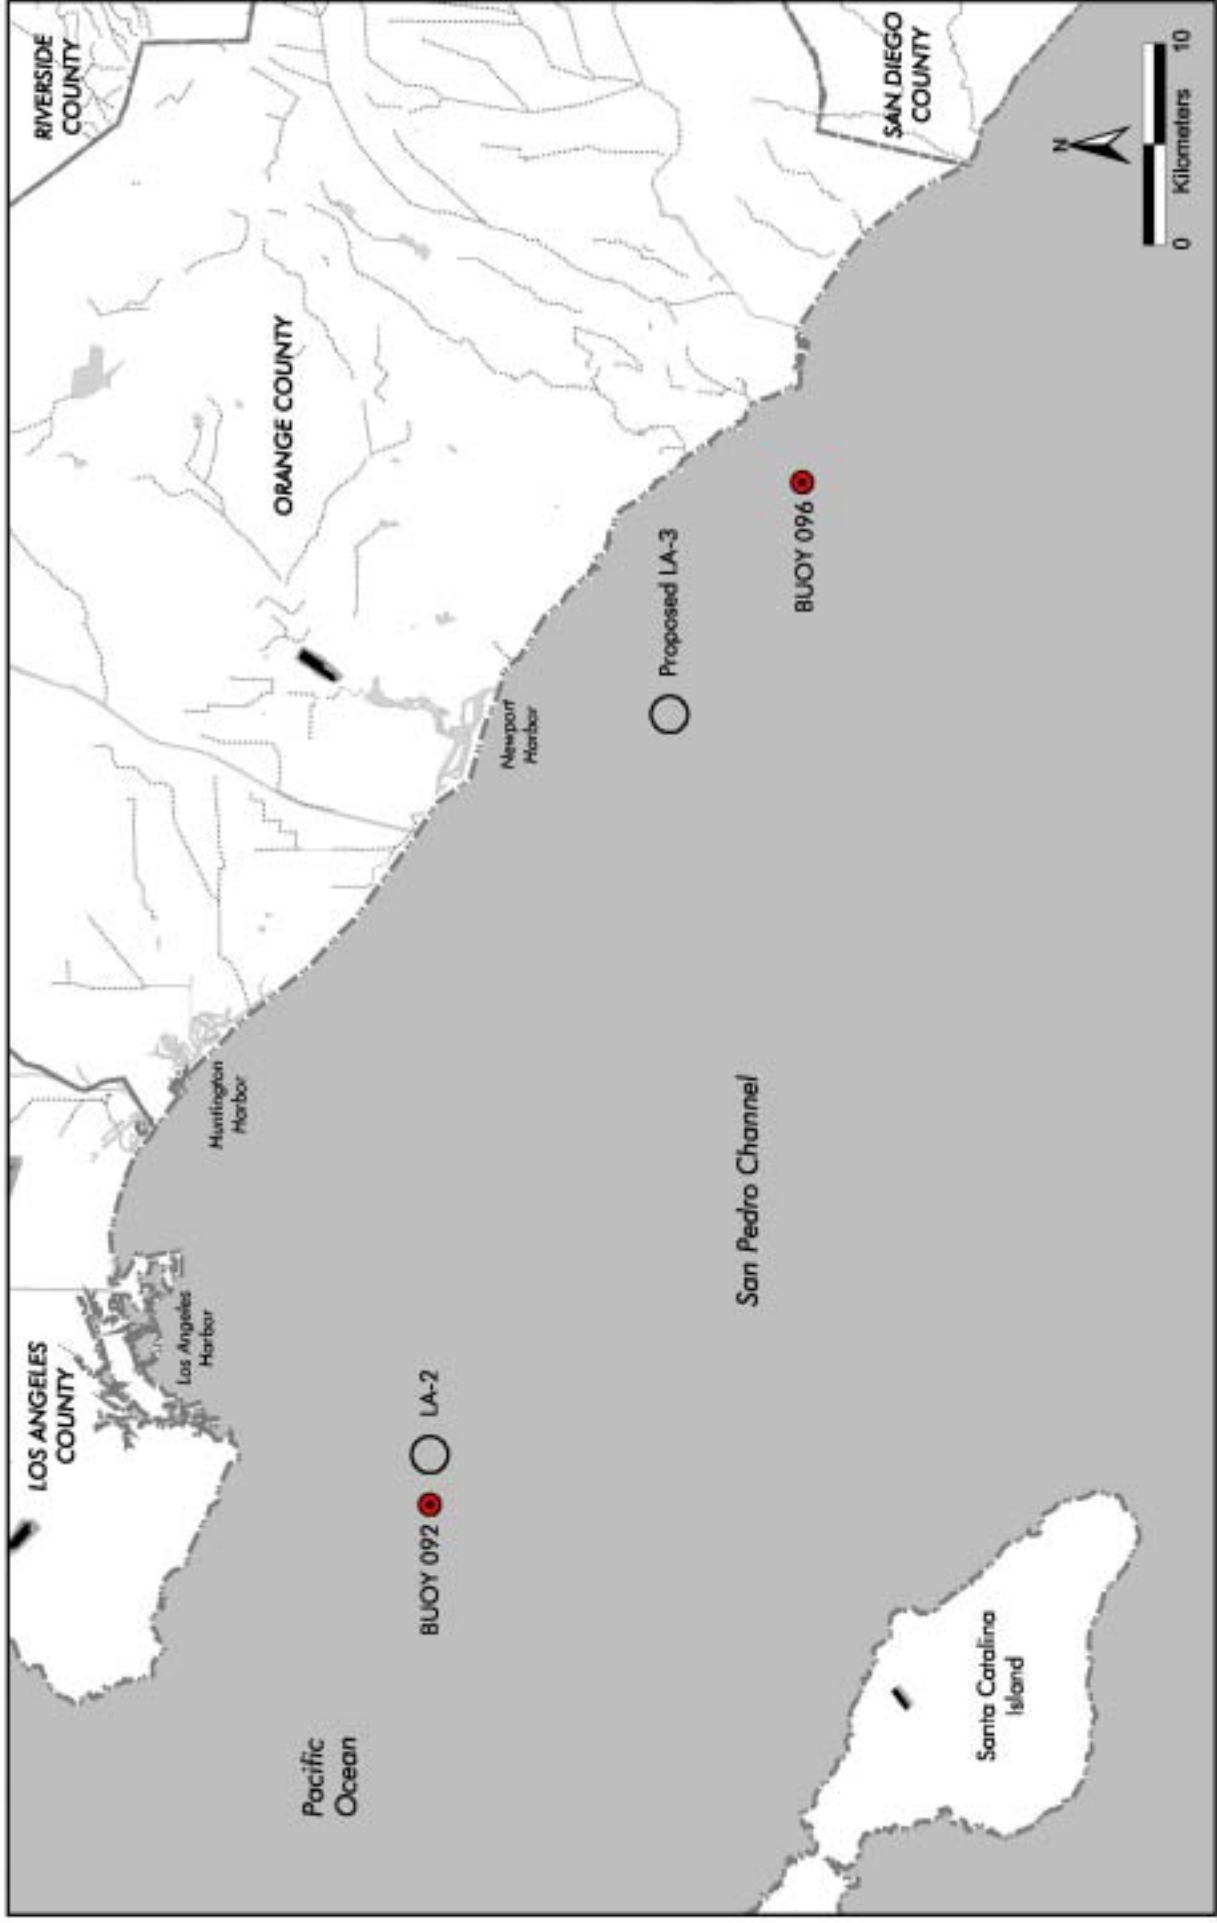 LOS ANGELES
COUNTY
RIVERSIDE
COUNTY
ORANGE COUNTY
Los Angeles
Harbor
Huntington
Harbor
Pacific
Ocean
BUOY 092
LA-2
Newport
Harbor
Proposed LA-3
San Pedro Channel
BUOY 096
SAN DIEGO
COUNTY
Santa Catalina
Island
N
0 Kilometers 10